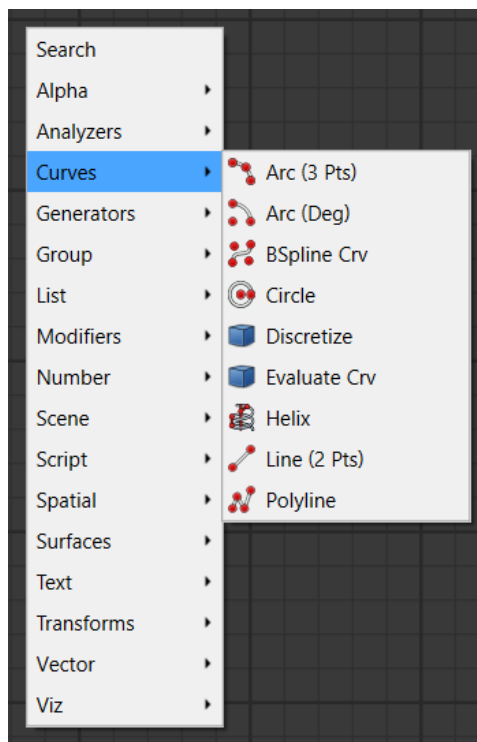 Search
Alpha
Analyzers
Curves
Generators
Group
List
Modifiers
Number
Scene
Script
Spatial
Surfaces
Text
Transforms
Vector
Viz
Arc (3 Pts)
Arc (Deg)
BSpline Crv
Circle
Discretize
Evaluate Crv
Helix
Line (2 Pts)
Polyline